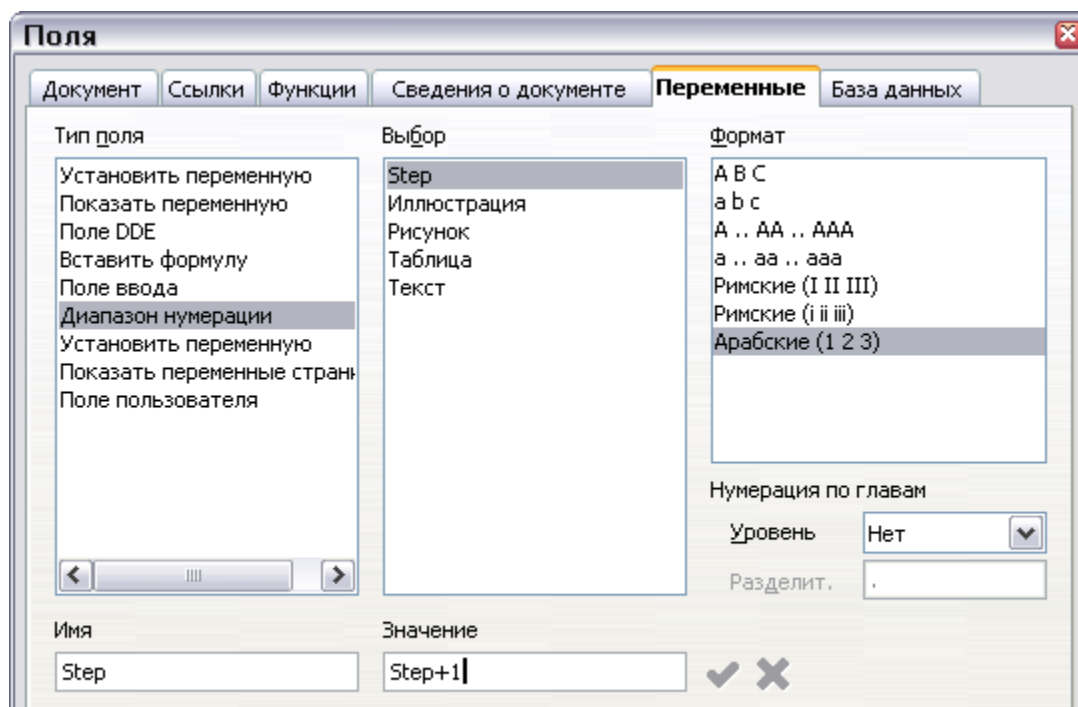 Поля
Документ Ссылки Функции Сведения о документе Переменные База данных
Тип поля
Установить переменную
Показать переменную
Поле DDE
Вставить формулу
Поле ввода
Диапазон нумерации
Установить переменную
Показать переменные стран
Поле пользователя
Выбор
Step
Иллюстрация
Рисунок
Таблица
Текст
Формат
A B C
a b c
A .. AA .. AAA
a .. aa .. aaa
Римские (I II III)
Римские (i ii iii)
Арабские (1 2 3)
Нумерация по главам
Уровень Нет
Разделит. .
Имя
Step
Значение
Step+1